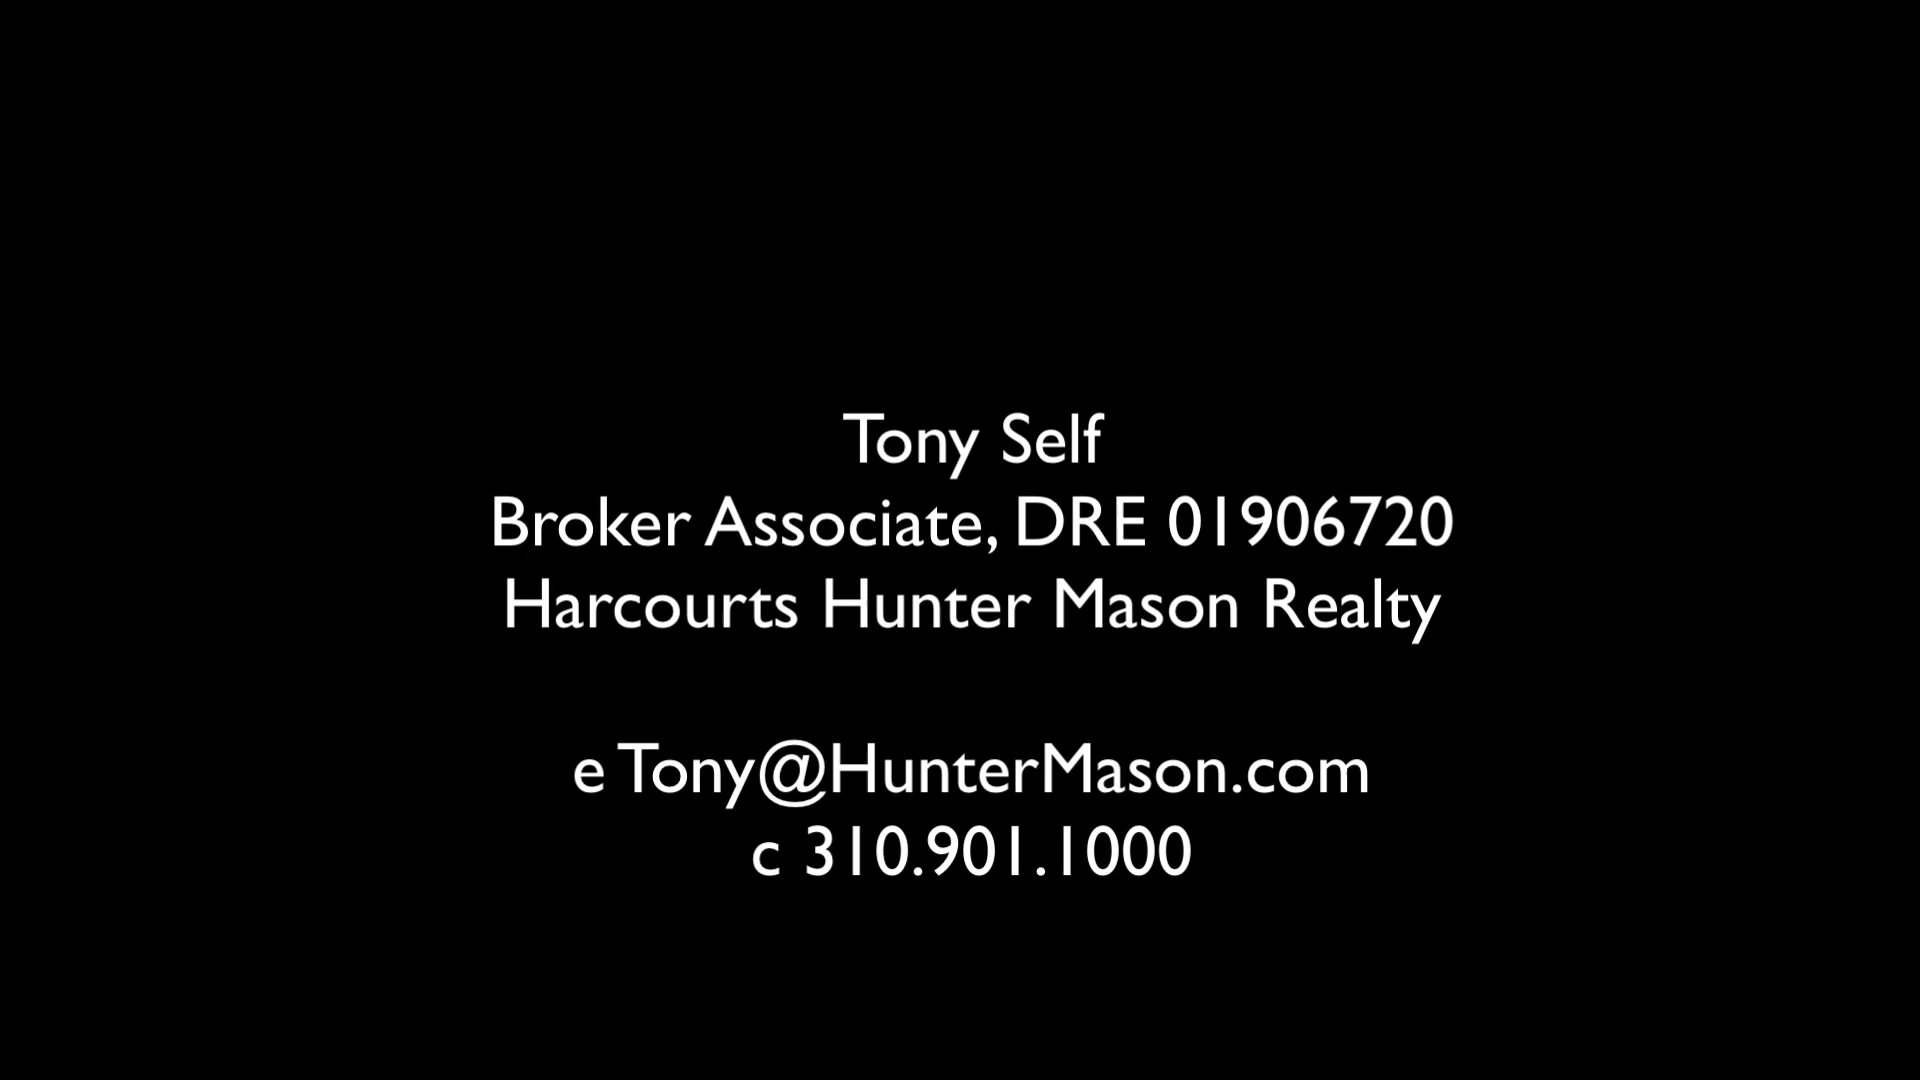 Tony Self
Broker Associate, DRE 01906720
Harcourts Hunter Mason Realty
e Tony@HunterMason.com
c 310.901.1000